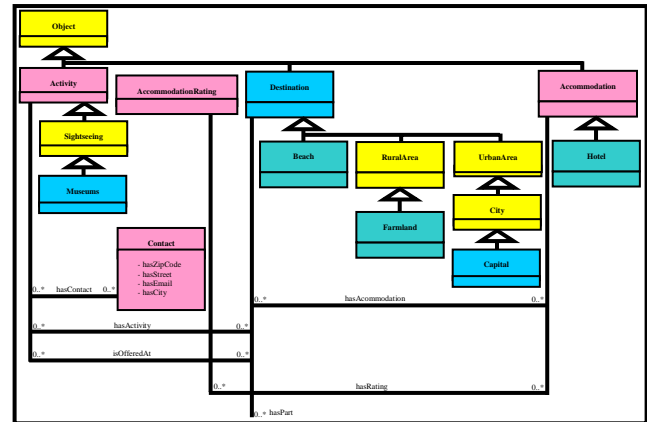 Object
Activity
AccommodationRating
Destination
Accommodation
Sightseeing
Beach
RuralArea
UrbanArea
Hotel
Museums
Farmland
City
Contact
- hasZipCode
- hasStreet
- hasEmail
- hasCity
Capital
0..* hasContact 0..*
0..* hasAcommodation 0..*
0..* hasActivity 0..*
0..* isOfferedAt 0..*
0..* hasRating 0..*
0..* hasPart